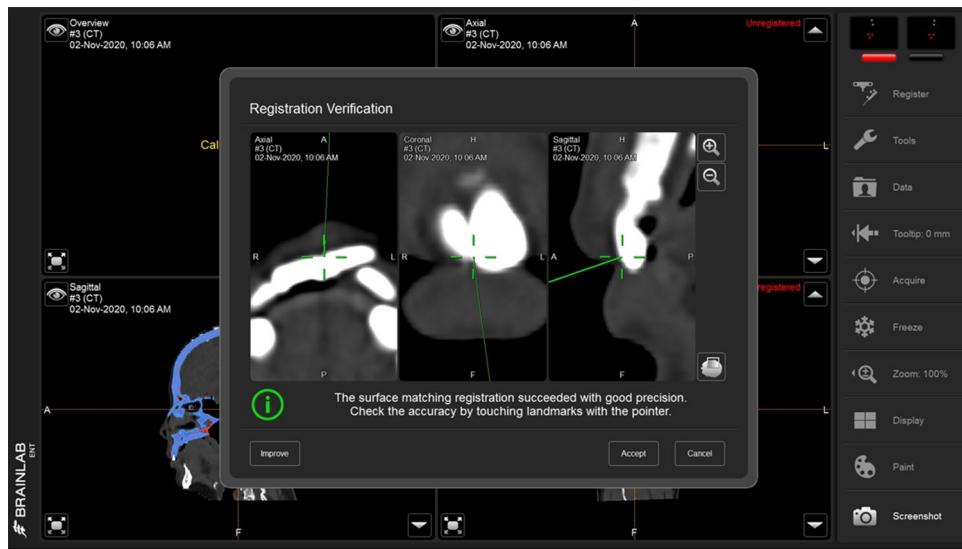 Overview
#3 (CT)
02-Nov-2020, 10:06 AM
Axial
#3 (CT)
02-Nov-2020, 10:06 AM
A
Unregistered
Cal
L
Registration Verification
Axial
#3 (CT)
02-Nov-2020, 10:06 AM
A
R
L
P
Coronal
#3 (CT)
02-Nov-2020, 10:06 AM
H
R
L
F
Sagittal
#3 (CT)
02-Nov-2020, 10:06 AM
H
A
P
F
The surface matching registration succeeded with good precision.
Check the accuracy by touching landmarks with the pointer.
Improve
Accept
Cancel
Sagittal
#3 (CT)
02-Nov-2020, 10:06 AM
A
F
registered
L
F
Register
Tools
Data
Tooltip: 0 mm
Acquire
Freeze
Zoom: 100%
Display
Paint
Screenshot
BRAINLAB
ENT